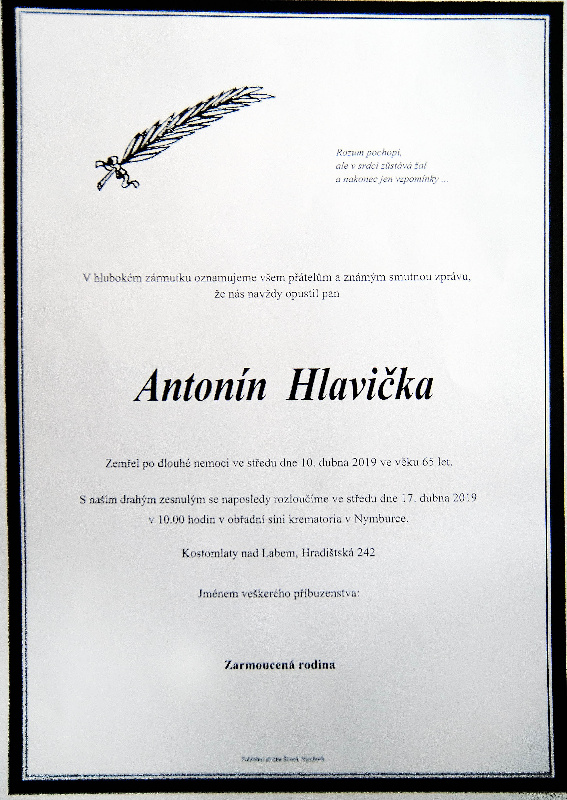 Rozum pochopí,
ale v srdci zůstává žal
a nakonec jen vzpomínky ...
V hlubokém zármutku oznamujeme všem přátelům a známým smutnou zprávu,
že nás navždy opustil pan
Antonín Hlavička
Zemřel po dlouhé nemoci ve středu dne 10. dubna 2019 ve věku 65 let.
S naším drahým zesnulým se naposledy rozloučíme ve středu dne 17. dubna 2019
v 10.00 hodin v obřadní síni krematoria v Nymburce.
Kostomlaty nad Labem, Hradištská 242
Jménem veškerého příbuzenstva:
Zarmoucená rodina